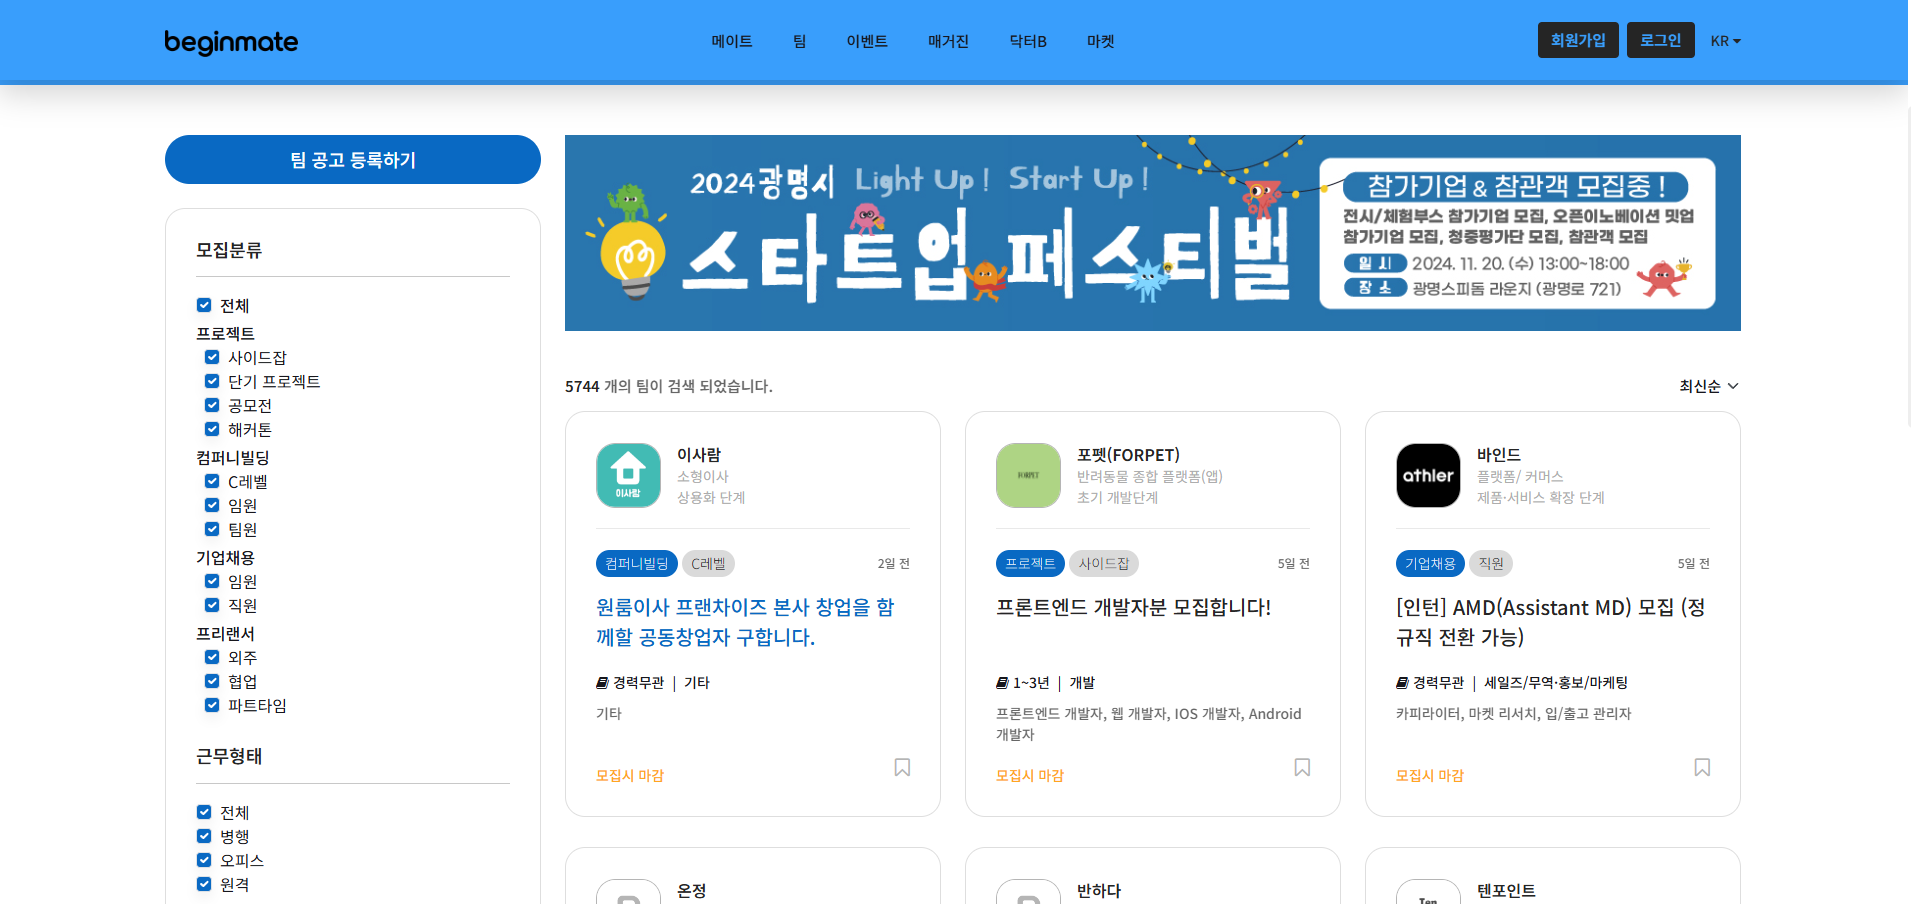 beginmate
메이트 팀 이벤트 매거진 닥터B 마켓
회원가입 로그인 KR
팀 공고 등록하기
모집분류
전체
프로젝트
사이드잡
단기 프로젝트
공모전
해커톤
컴퍼니빌딩
C레벨
임원
팀원
기업채용
임원
직원
프리랜서
외주
협업
파트타임
근무형태
전체
병행
오피스
원격
2024 광명시 Light Up ! Start Up !
스타트업 페스티벌
참가기업 & 참관객 모집중 !
전시/체험부스 참가기업 모집, 오픈이노베이션 밋업
참가기업 모집, 청중평가단 모집, 참관객 모집
일 시 2024. 11. 20. (수) 13:00~18:00
장 소 광명스피돔 라운지 (광명로 721)
5744 개의 팀이 검색 되었습니다.
최신순
이사람
이사람
소형이사
상용화 단계
컴퍼니빌딩 C레벨 2일 전
원룸이사 프랜차이즈 본사 창업을 함
께할 공동창업자 구합니다.
경력무관 | 기타
기타
모집시 마감
FORPET
포펫(FORPET)
반려동물 종합 플랫폼(앱)
초기 개발단계
프로젝트 사이드잡 5일 전
프론트엔드 개발자분 모집합니다!
1~3년 | 개발
프론트엔드 개발자, 웹 개발자, IOS 개발자, Android
개발자
모집시 마감
athler
바인드
플랫폼/ 커머스
제품·서비스 확장 단계
기업채용 직원 5일 전
[인턴] AMD(Assistant MD) 모집 (정
규직 전환 가능)
경력무관 | 세일즈/무역·홍보/마케팅
카피라이터, 마켓 리서치, 입/출고 관리자
모집시 마감
온정
반하다
Ten
텐포인트